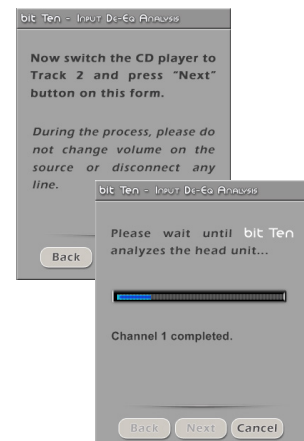 bit Ten - Input De-Eq Analysis
Now switch the CD player to
Track 2 and press "Next"
button on this form.
During the process, please do
not change volume on the
source or disconnect any
line.
Back
bit Ten - Input De-Eq Analysis
Please wait until bit Ten
analyzes the head unit...
Channel 1 completed.
Back Next Cancel